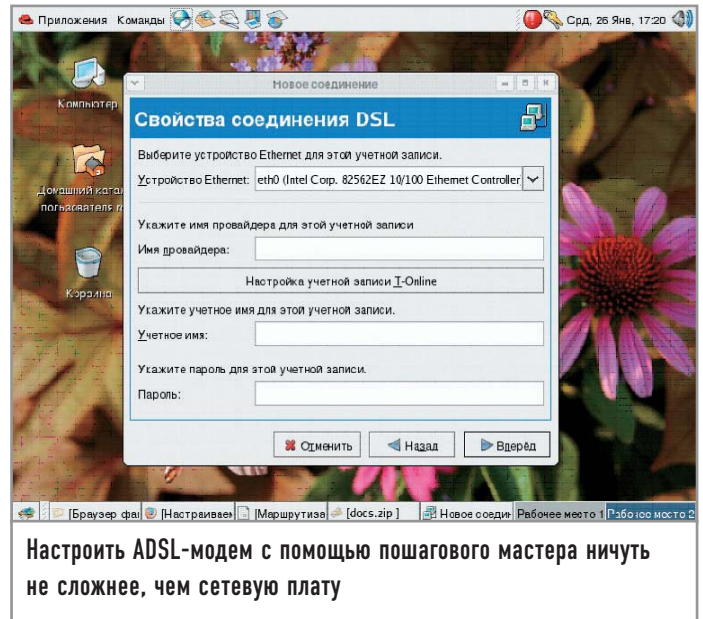 Приложения Команды Срд, 26 Янв, 17:20
Компьютер
Домашний ката
пользователя r
Корзина
Новое соединение
Свойства соединения DSL
Выберите устройство Ethernet для этой учетной записи.
Устройство Ethernet: eth0 (Intel Corp. 82562EZ 10/100 Ethernet Controller
Укажите имя провайдера для этой учетной записи
Имя провайдера:
Настройка учетной записи T-Online
Укажите учетное имя для этой учетной записи.
Учетное имя:
Укажите пароль для этой учетной записи.
Пароль:
Отменить Назад Вперёд
[Браузер фай [Настраивае [Маршрутиза [docs.zip ] Новое соедин Рабочее место 1 Рабочее место 2
Настроить ADSL-модем с помощью пошагового мастера ничуть
не сложнее, чем сетевую плату